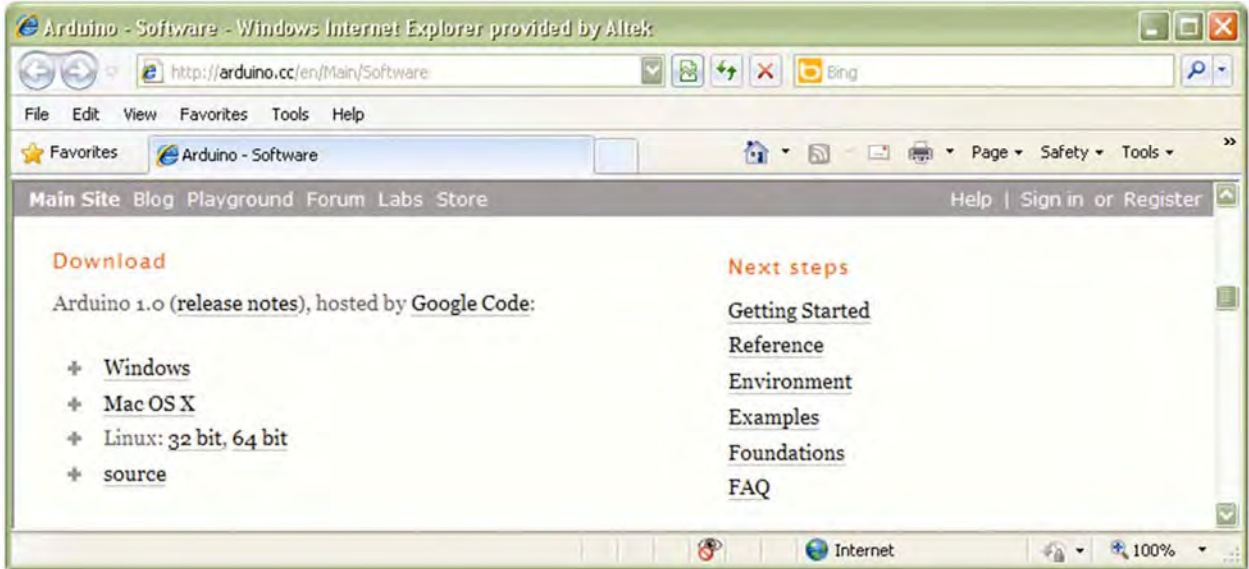 Arduino - Software - Windows Internet Explorer provided by Altek
http://arduino.cc/en/Main/Software
Bing
File Edit View Favorites Tools Help
Favorites Arduino - Software Page Safety Tools »
Main Site Blog Playground Forum Labs Store Help | Sign in or Register
Download
Arduino 1.0 (release notes), hosted by Google Code:
Windows
Mac OS X
Linux: 32 bit, 64 bit
source
Next steps
Getting Started
Reference
Environment
Examples
Foundations
FAQ
Internet 100%